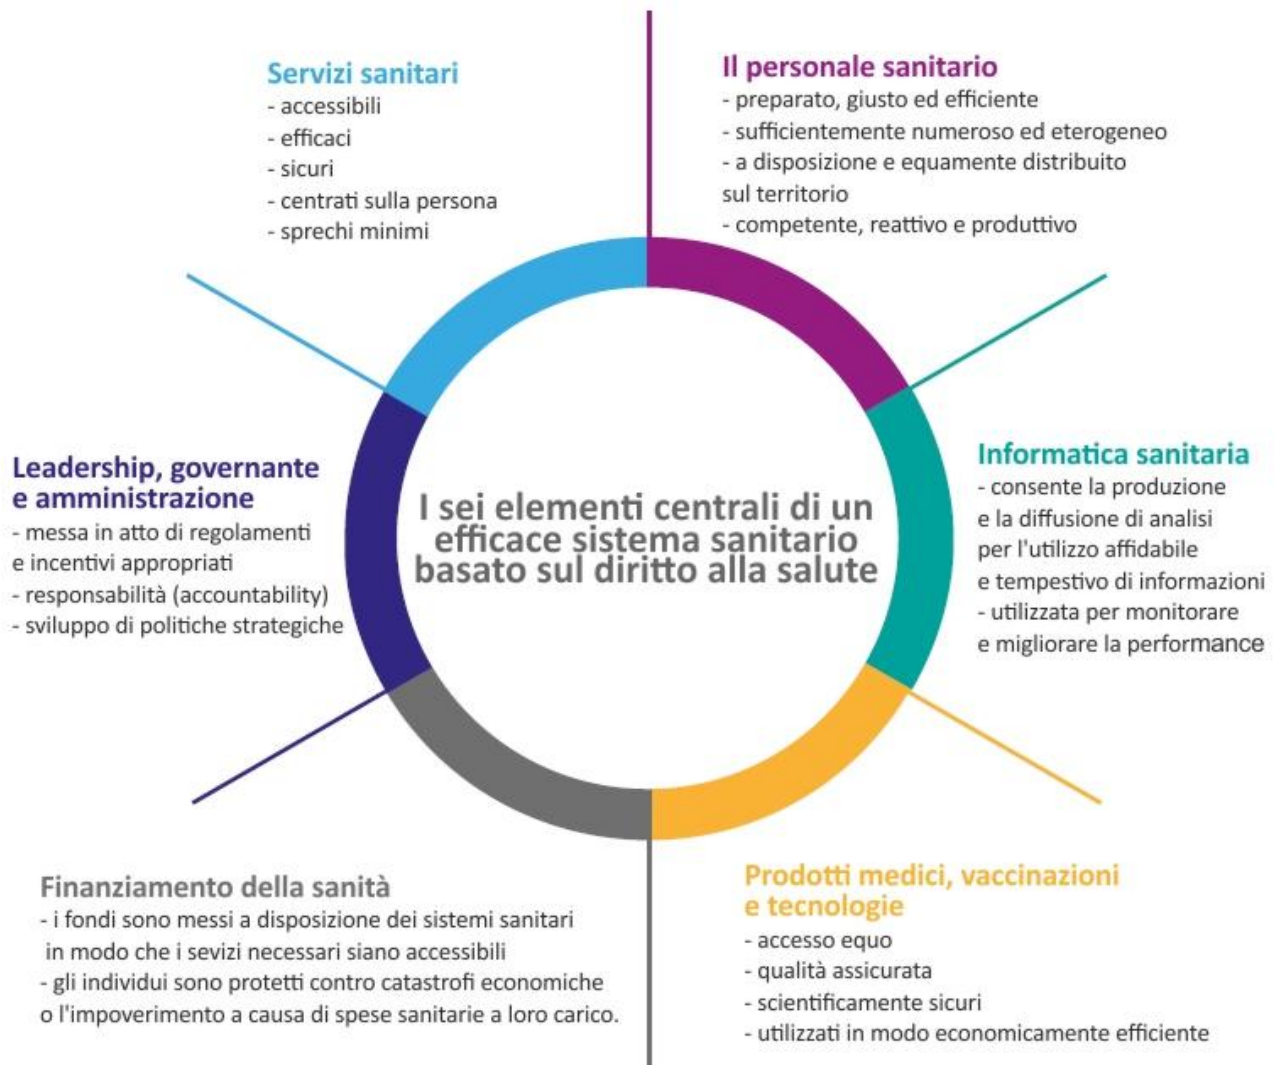 Servizi sanitari
- accessibili
- efficaci
- sicuri
- centrati sulla persona
- sprechi minimi
Il personale sanitario
- preparato, giusto ed efficiente
- sufficientemente numeroso ed eterogeneo
- a disposizione e equamente distribuito
sul territorio
- competente, reattivo e produttivo
Leadership, governante
e amministrazione
- messa in atto di regolamenti
e incentivi appropriati
- responsabilità (accountability)
- sviluppo di politiche strategiche
I sei elementi centrali di un
efficace sistema sanitario
basato sul diritto alla salute
Informatica sanitaria
- consente la produzione
e la diffusione di analisi
per l'utilizzo affidabile
e tempestivo di informazioni
- utilizzata per monitorare
e migliorare la performance
Finanziamento della sanità
- i fondi sono messi a disposizione dei sistemi sanitari
in modo che i sevizi necessari siano accessibili
- gli individui sono protetti contro catastrofi economiche
o l'impoverimento a causa di spese sanitarie a loro carico.
Prodotti medici, vaccinazioni
e tecnologie
- accesso equo
- qualità assicurata
- scientificamente sicuri
- utilizzati in modo economicamente efficiente